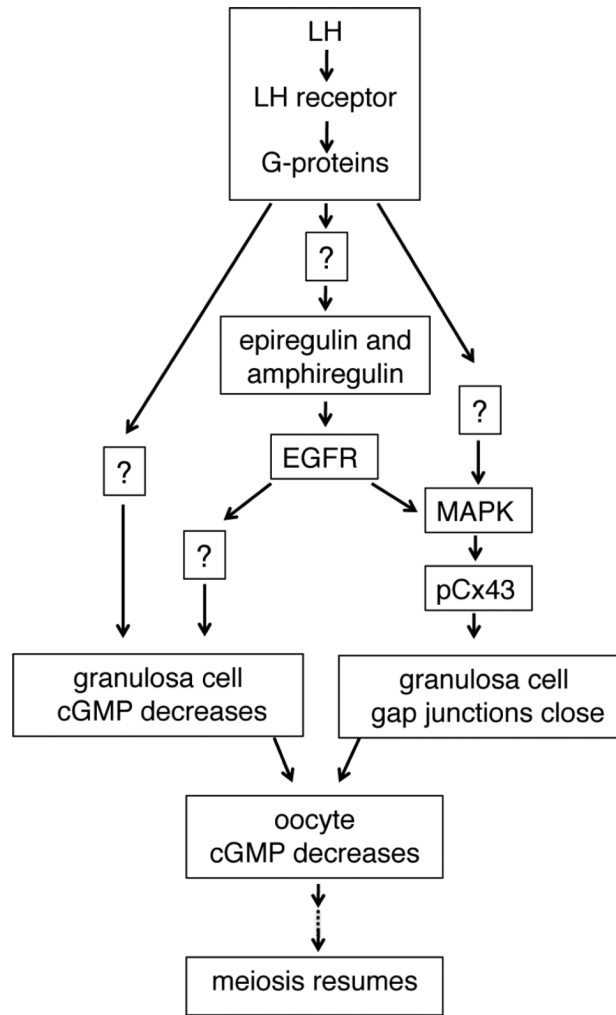 LH
LH receptor
G-proteins
?
epiregulin and
amphiregulin
?
?
EGFR
MAPK
?
pCx43
granulosa cell
cGMP decreases
granulosa cell
gap junctions close
oocyte
cGMP decreases
meiosis resumes